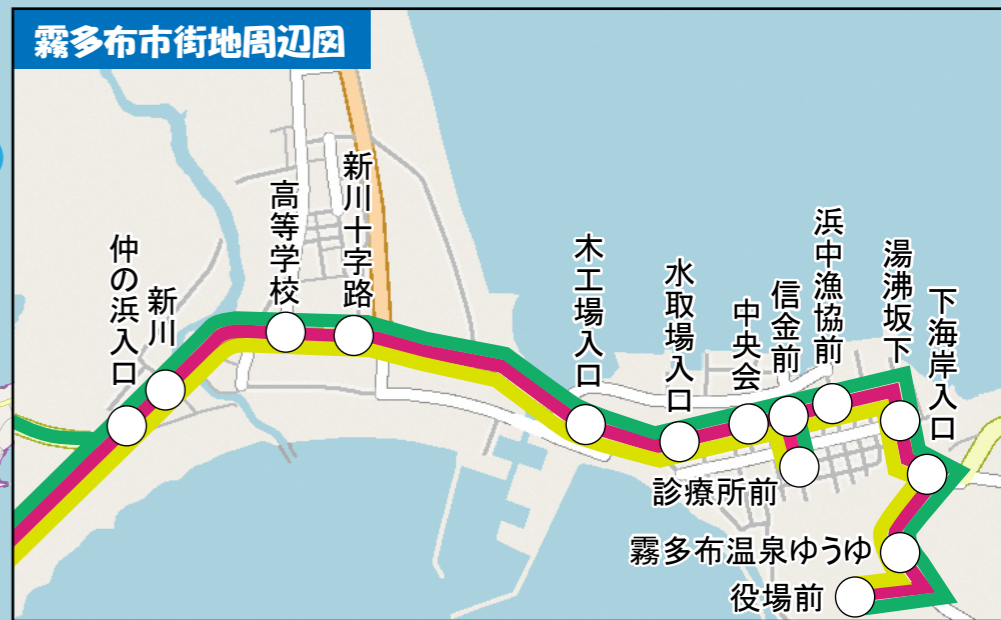 霧多布市街地周辺図
仲の浜入口
新川
高等学校
新川十字路
木工場入口
水取場入口
中央会
信金前
浜中漁協前
湯沸坂下
下海岸入口
診療所前
霧多布温泉ゆうゆ
役場前